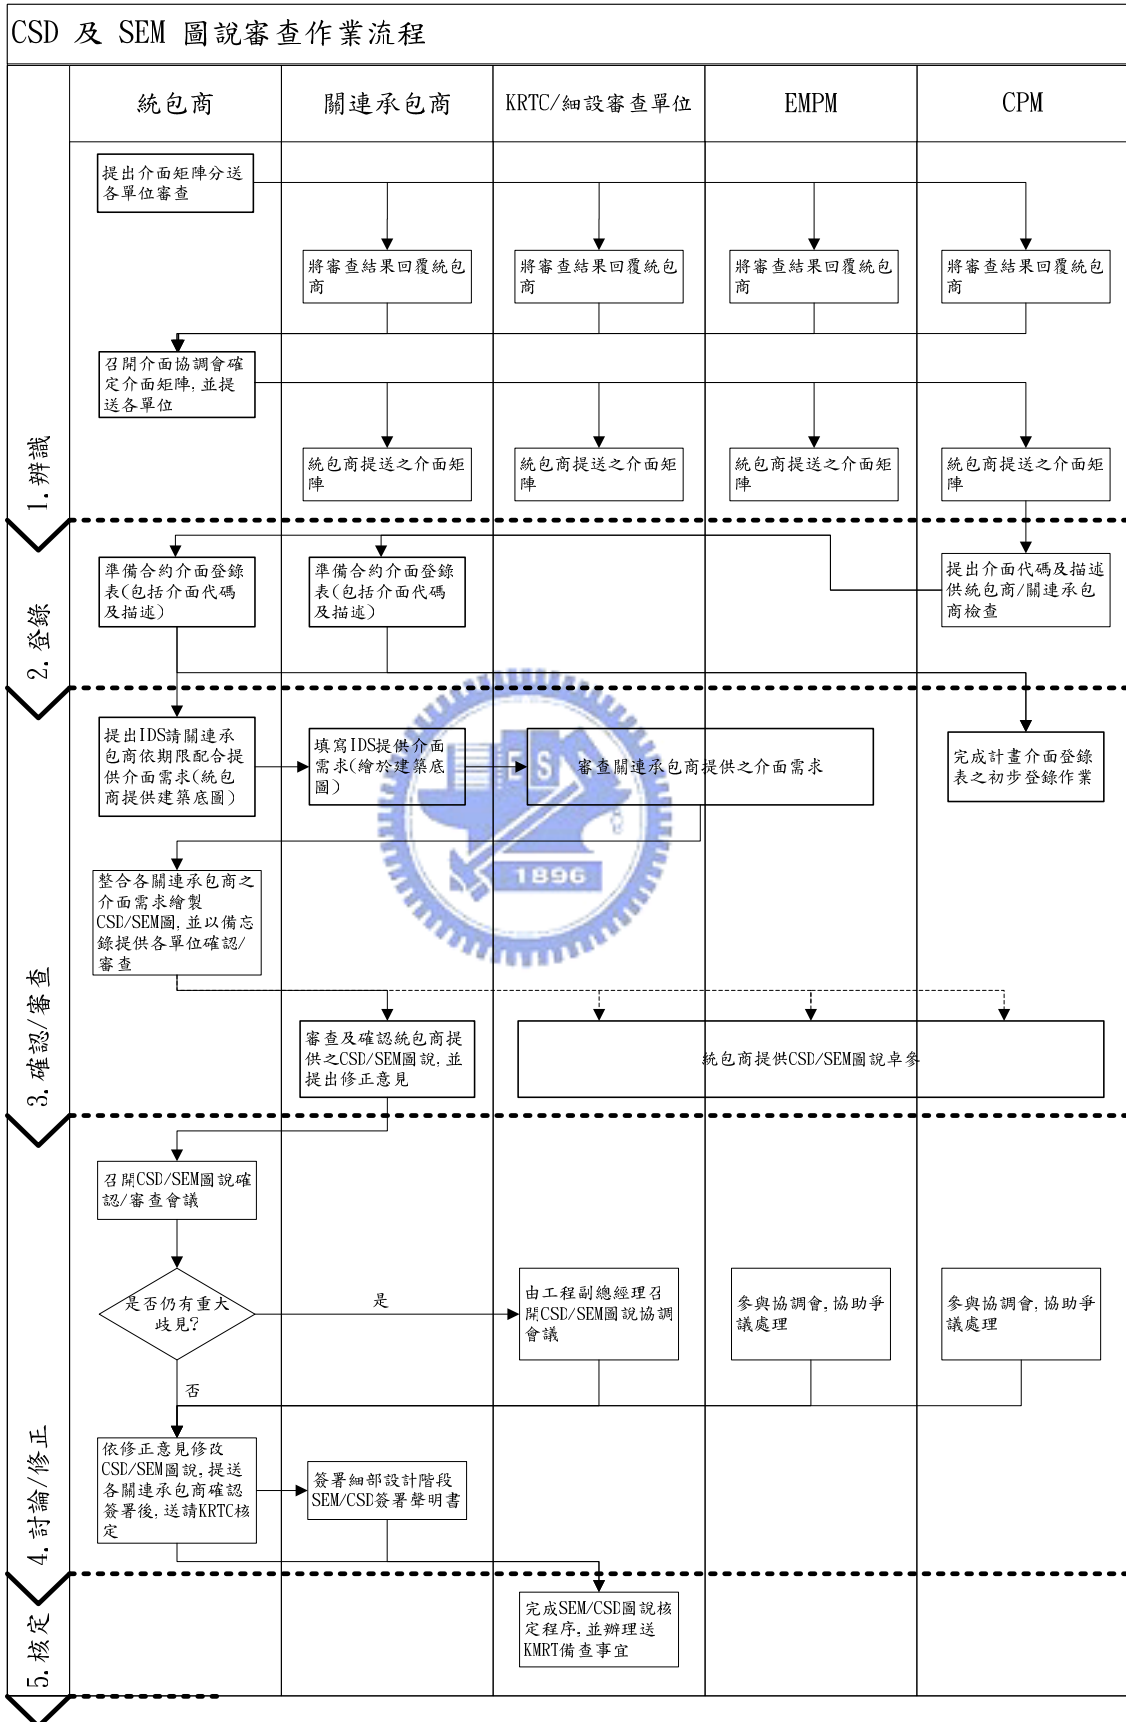 CSD 及 SEM 圖說審查作業流程
統包商
關連承包商
KRTC/細設審查單位
EMPM
CPM
1. 辨識
提出介面矩陣分送
各單位審查
將審查結果回覆統包
商
將審查結果回覆統包
商
將審查結果回覆統包
商
將審查結果回覆統包
商
召開介面協調會確
定介面矩陣, 並提
送各單位
統包商提送之介面矩
陣
統包商提送之介面矩
陣
統包商提送之介面矩
陣
統包商提送之介面矩
陣
2. 登錄
準備合約介面登錄
表(包括介面代碼
及描述)
準備合約介面登錄
表(包括介面代碼
及描述)
提出介面代碼及描述
供統包商/關連承包
商檢查
3. 確認/審查
提出IDS請關連承
包商依期限配合提
供介面需求(統包
商提供建築底圖)
填寫IDS提供介面
需求(繪於建築底
圖)
審查關連承包商提供之介面需求
完成計畫介面登錄
表之初步登錄作業
ES
1896
整合各關連承包商之
介面需求繪製
CSD/SEM圖, 並以備忘
錄提供各單位確認/
審查
審查及確認統包商提
供之CSD/SEM圖說, 並
提出修正意見
統包商提供CSD/SEM圖說卓參
4. 討論/修正
召開CSD/SEM圖說確
認/審查會議
是否仍有重大
歧見?
是
否
由工程副總經理召
開CSD/SEM圖說協調
會議
參與協調會, 協助爭
議處理
參與協調會, 協助爭
議處理
依修正意見修改
CSD/SEM圖說, 提送
各關連承包商確認
簽署後, 送請KRTC核
定
簽署細部設計階段
SEM/CSD簽署聲明書
5. 核定
完成SEM/CSD圖說核
定程序, 並辦理送
KMRT備查事宜